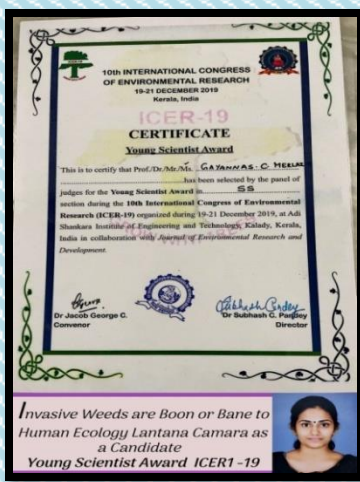 10th INTERNATIONAL CONGRESS
OF ENVIRONMENTAL RESEARCH
19-21 DECEMBER 2019
Kerala, India
ICER-19
CERTIFICATE
Young Scientist Award
This is to certify that Prof./Dr./Mr./Ms. GAYANNAS. C
has been selected by the panel of
judges for the Young Scientist Award in SS
section during the 10th International Congress of Environmental
Research (ICER-19) organized during 19-21 December 2019, at Adi
Shankara Institute of Engineering and Technology, Kalady, Kerala,
India in collaboration with Journal of Environmental Research and
Development.
Dr Jacob George C.
Convenor
Dr Subhash C. Pandey
Director
Invasive Weeds are Boon or Bane to
Human Ecology Lantana Camara as
a Candidate
Young Scientist Award ICER1-19